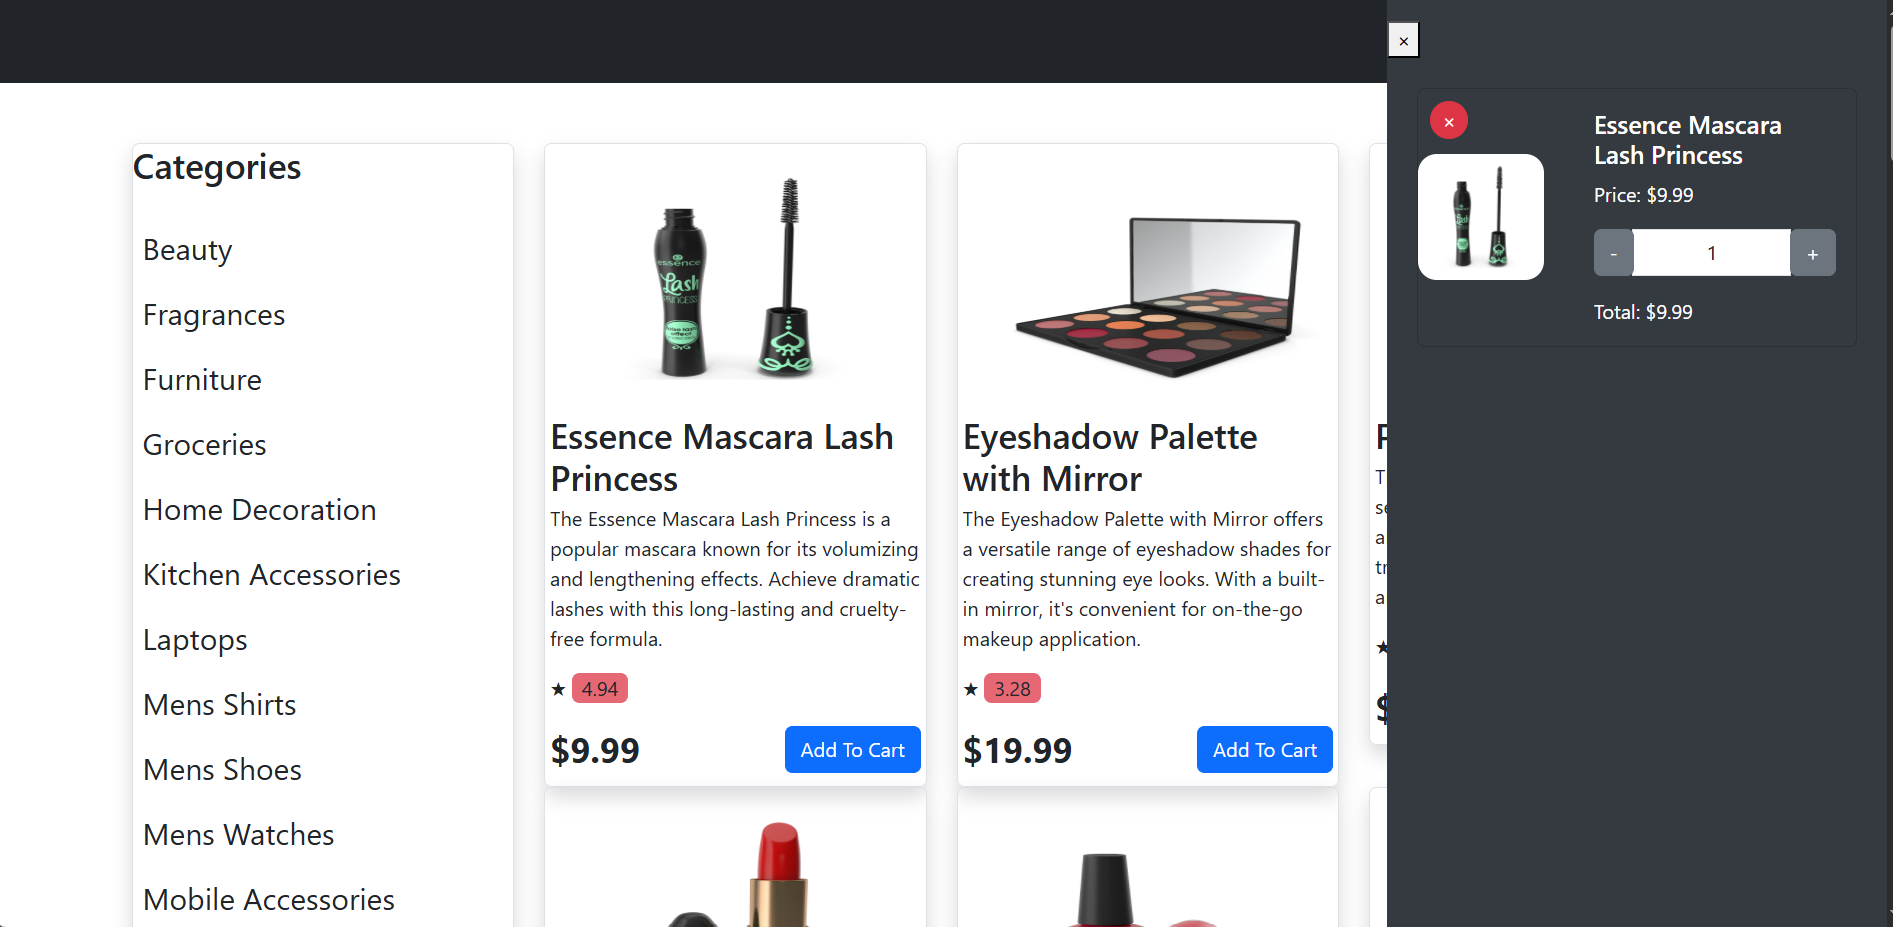 Categories
Beauty
Fragrances
Furniture
Groceries
Home Decoration
Kitchen Accessories
Laptops
Mens Shirts
Mens Shoes
Mens Watches
Mobile Accessories
essence
Lash
PRINCESS
Essence Mascara Lash
Princess
The Essence Mascara Lash Princess is a
popular mascara known for its volumizing
and lengthening effects. Achieve dramatic
lashes with this long-lasting and cruelty-
free formula.
★ 4.94
$9.99
Add To Cart
Eyeshadow Palette
with Mirror
The Eyeshadow Palette with Mirror offers
a versatile range of eyeshadow shades for
creating stunning eye looks. With a built-
in mirror, it's convenient for on-the-go
makeup application.
★ 3.28
$19.99
Add To Cart
×
×
Essence Mascara
Lash Princess
Price: $9.99
- 1 +
Total: $9.99